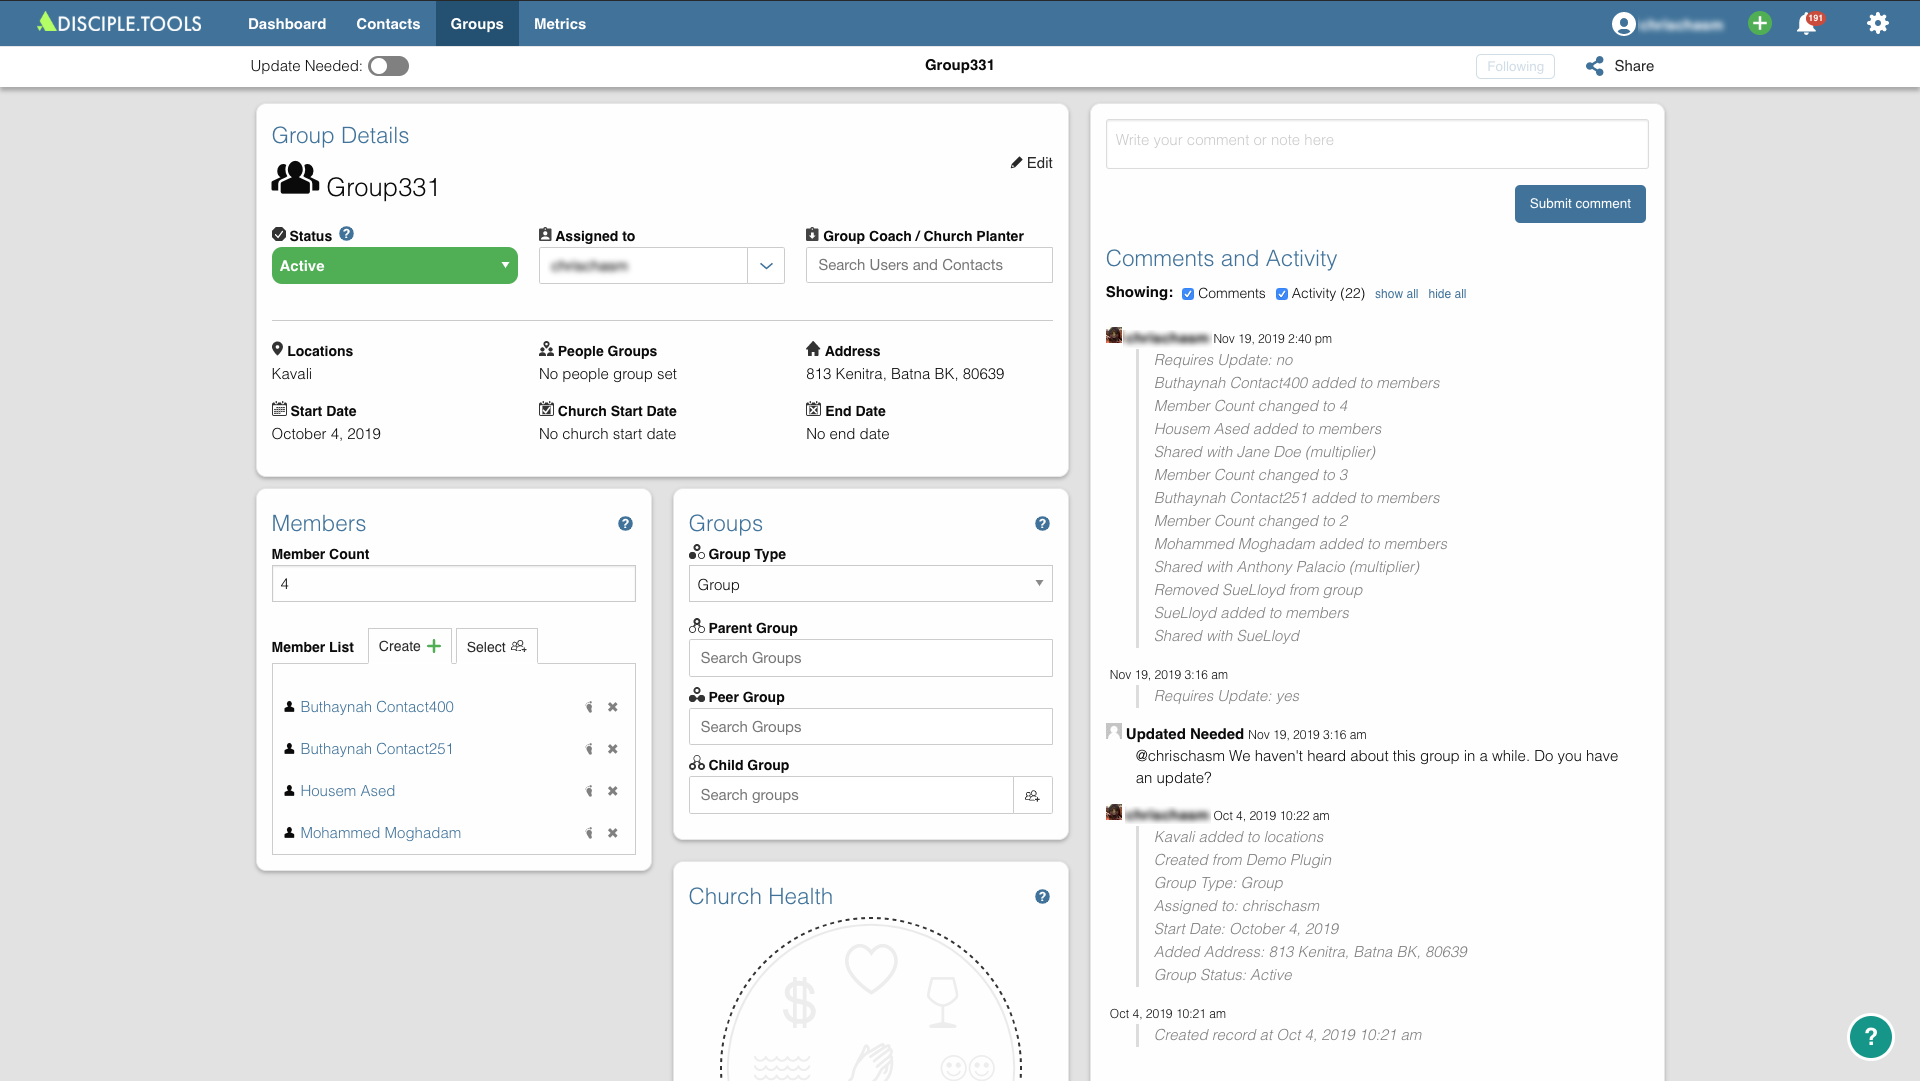 DISCIPLE.TOOLS
Dashboard
Contacts
Groups
Metrics
191
Update Needed:
Group331
Following
Share
Group Details
Group331
Edit
Status ?
Active
Assigned to
Group Coach / Church Planter
Search Users and Contacts
Locations
Kavali
People Groups
No people group set
Address
813 Kenitra, Batna BK, 80639
Start Date
October 4, 2019
Church Start Date
No church start date
End Date
No end date
Members ?
Member Count
4
Member List
Create
Select
Buthaynah Contact400
Buthaynah Contact251
Housem Ased
Mohammed Moghadam
Groups ?
Group Type
Group
Parent Group
Search Groups
Peer Group
Search Groups
Child Group
Search groups
Church Health ?
Write your comment or note here
Submit comment
Comments and Activity
Showing: Comments Activity (22) show all hide all
Nov 19, 2019 2:40 pm
Requires Update: no
Buthaynah Contact400 added to members
Member Count changed to 4
Housem Ased added to members
Shared with Jane Doe (multiplier)
Member Count changed to 3
Buthaynah Contact251 added to members
Member Count changed to 2
Mohammed Moghadam added to members
Shared with Anthony Palacio (multiplier)
Removed SueLloyd from group
SueLloyd added to members
Shared with SueLloyd
Nov 19, 2019 3:16 am
Requires Update: yes
Updated Needed Nov 19, 2019 3:16 am
@chrischasm We haven't heard about this group in a while. Do you have
an update?
Oct 4, 2019 10:22 am
Kavali added to locations
Created from Demo Plugin
Group Type: Group
Assigned to: chrischasm
Start Date: October 4, 2019
Added Address: 813 Kenitra, Batna BK, 80639
Group Status: Active
Oct 4, 2019 10:21 am
Created record at Oct 4, 2019 10:21 am
?